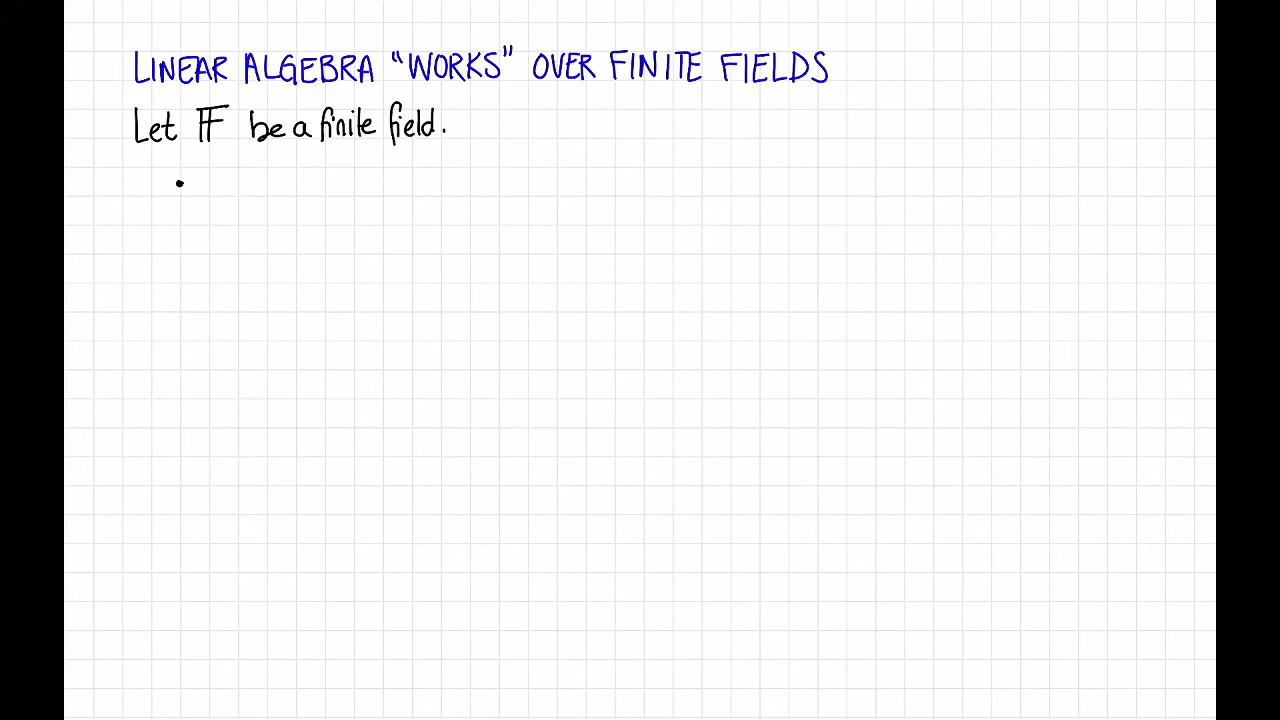 LINEAR ALGEBRA “WORKS” OVER FINITE FIELDS
Let 𝔽 be a finite field.
•